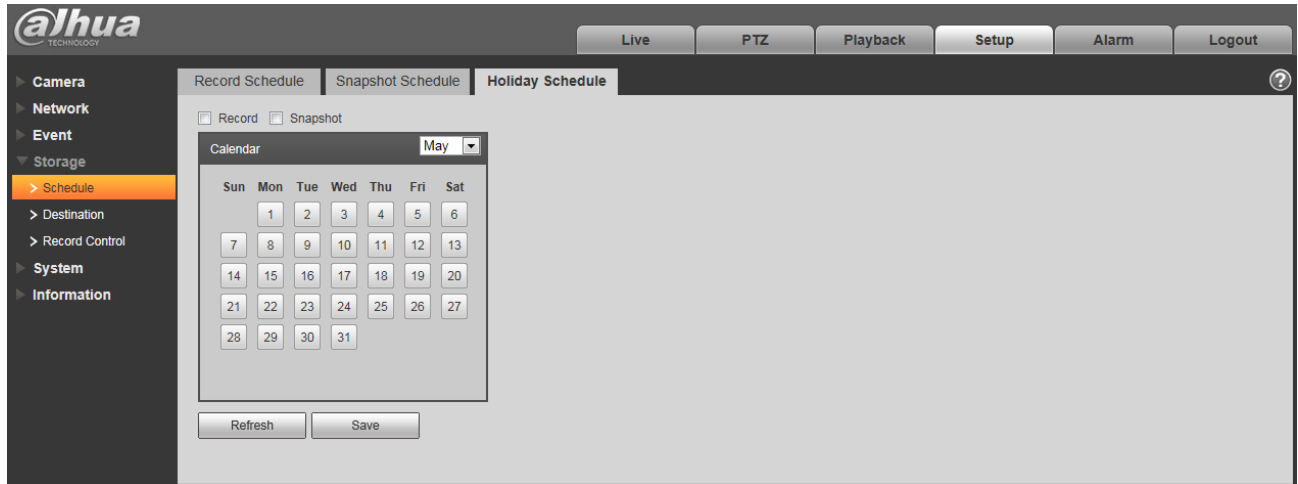 alhua
TECHNOLOGY
Live PTZ Playback Setup Alarm Logout
Camera
Network
Event
Storage
> Schedule
> Destination
> Record Control
System
Information
Record Schedule Snapshot Schedule Holiday Schedule ?
Record Snapshot
Calendar May
Sun Mon Tue Wed Thu Fri Sat
1 2 3 4 5 6
7 8 9 10 11 12 13
14 15 16 17 18 19 20
21 22 23 24 25 26 27
28 29 30 31
Refresh Save